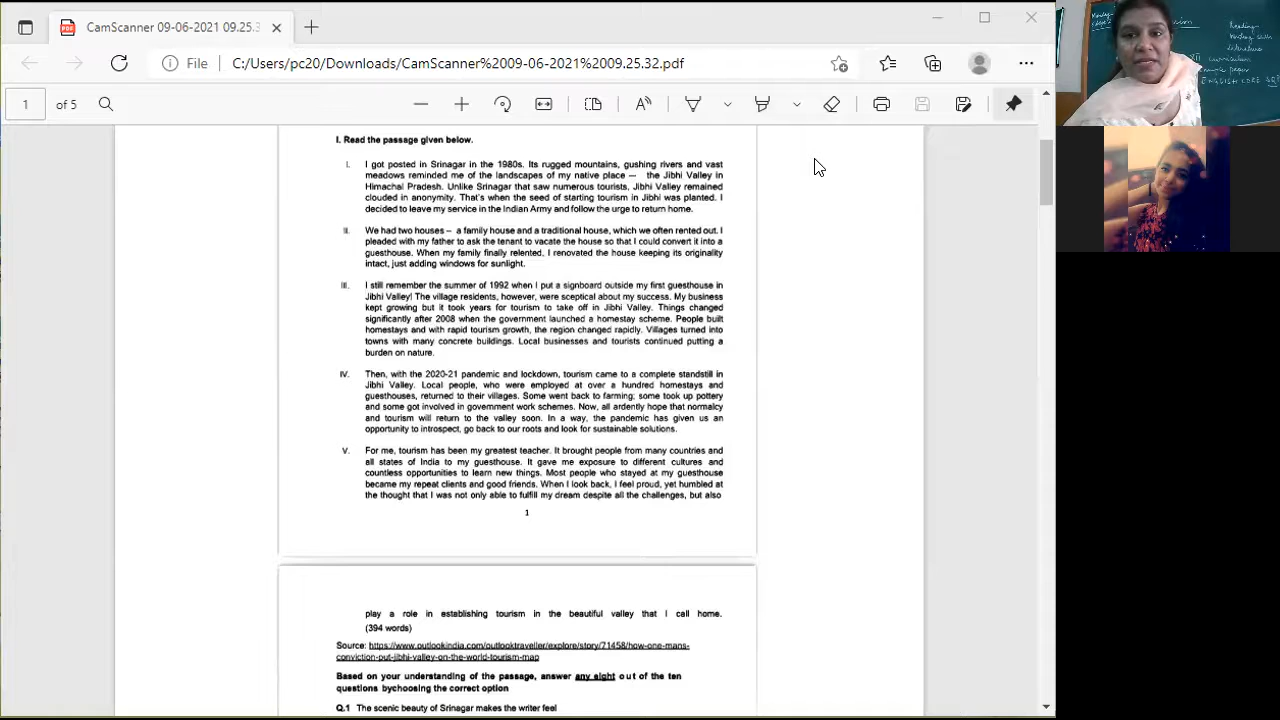 CamScanner 09-06-2021 09.25.3
File
C:/Users/pc20/Downloads/CamScanner%2009-06-2021%2009.25.32.pdf
1 of 5
I. Read the passage given below.
I. I got posted in Srinagar in the 1980s. Its rugged mountains, gushing rivers and vast
meadows reminded me of the landscapes of my native place — the Jibhi Valley in
Himachal Pradesh. Unlike Srinagar that saw numerous tourists, Jibhi Valley remained
clouded in anonymity. That's when the seed of starting tourism in Jibhi was planted. I
decided to leave my service in the Indian Army and follow the urge to return home.
II. We had two houses – a family house and a traditional house, which we often rented out. I
pleaded with my father to ask the tenant to vacate the house so that I could convert it into a
guesthouse. When my family finally relented, I renovated the house keeping its originality
intact, just adding windows for sunlight.
III. I still remember the summer of 1992 when I put a signboard outside my first guesthouse in
Jibhi Valley! The village residents, however, were sceptical about my success. My business
kept growing but it took years for tourism to take off in Jibhi Valley. Things changed
significantly after 2008 when the government launched a homestay scheme. People built
homestays and with rapid tourism growth, the region changed rapidly. Villages turned into
towns with many concrete buildings. Local businesses and tourists continued putting a
burden on nature.
IV. Then, with the 2020-21 pandemic and lockdown, tourism came to a complete standstill in
Jibhi Valley. Local people, who were employed at over a hundred homestays and
guesthouses, returned to their villages. Some went back to farming; some took up pottery
and some got involved in government work schemes. Now, all ardently hope that normalcy
and tourism will return to the valley soon. In a way, the pandemic has given us an
opportunity to introspect, go back to our roots and look for sustainable solutions.
V. For me, tourism has been my greatest teacher. It brought people from many countries and
all states of India to my guesthouse. It gave me exposure to different cultures and
countless opportunities to learn new things. Most people who stayed at my guesthouse
became my repeat clients and good friends. When I look back, I feel proud, yet humbled at
the thought that I was not only able to fulfill my dream despite all the challenges, but also
1
play a role in establishing tourism in the beautiful valley that I call home.
(394 words)
Source: https://www.outlookindia.com/outlooktraveller/explore/story/71458/how-one-mans-
conviction-put-jibhi-valley-on-the-world-tourism-map
Based on your understanding of the passage, answer any eight out of the ten
questions bychoosing the correct option
Q.1 The scenic beauty of Srinagar makes the writer feel
Reading
Writing skills
Literature
curriculum
sample paper
ENGLISH CORE